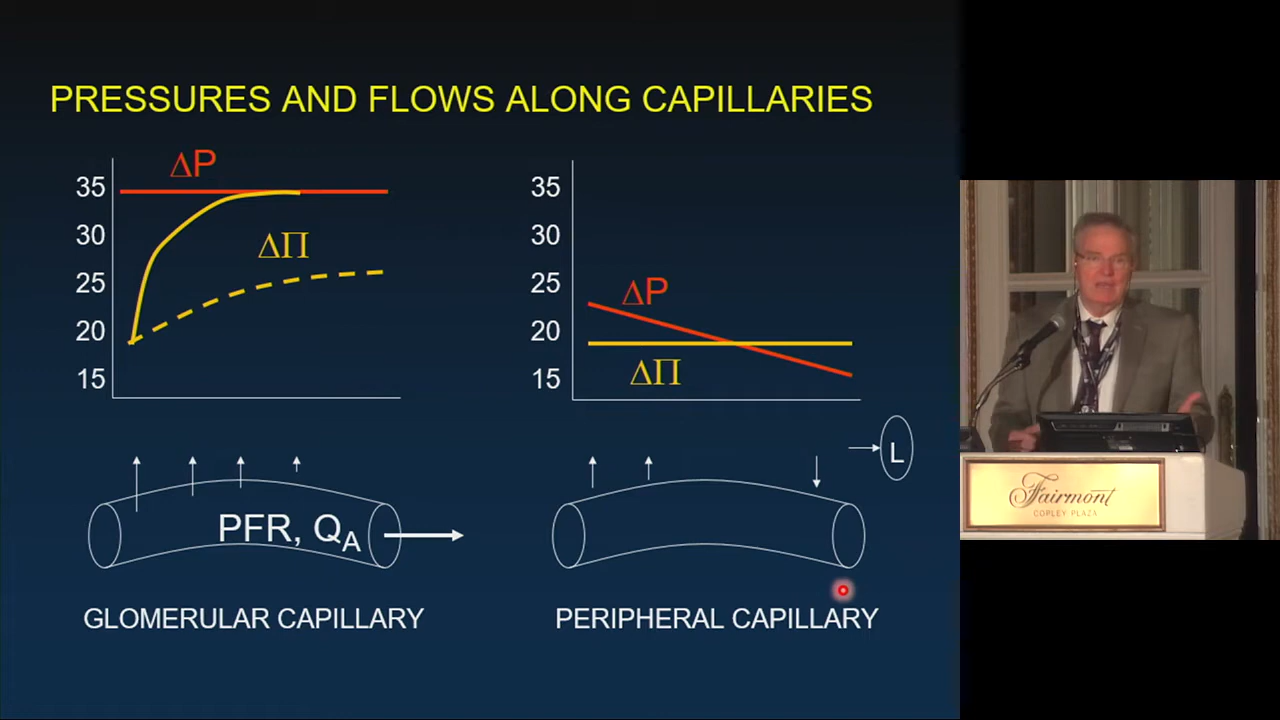 PRESSURES AND FLOWS ALONG CAPILLARIES
ΔP
35
30
25
20
15
ΔΠ
PFR, QA
GLOMERULAR CAPILLARY
35
30
25
20
15
ΔP
ΔΠ
L
PERIPHERAL CAPILLARY
Fairmont
COPLEY PLAZA